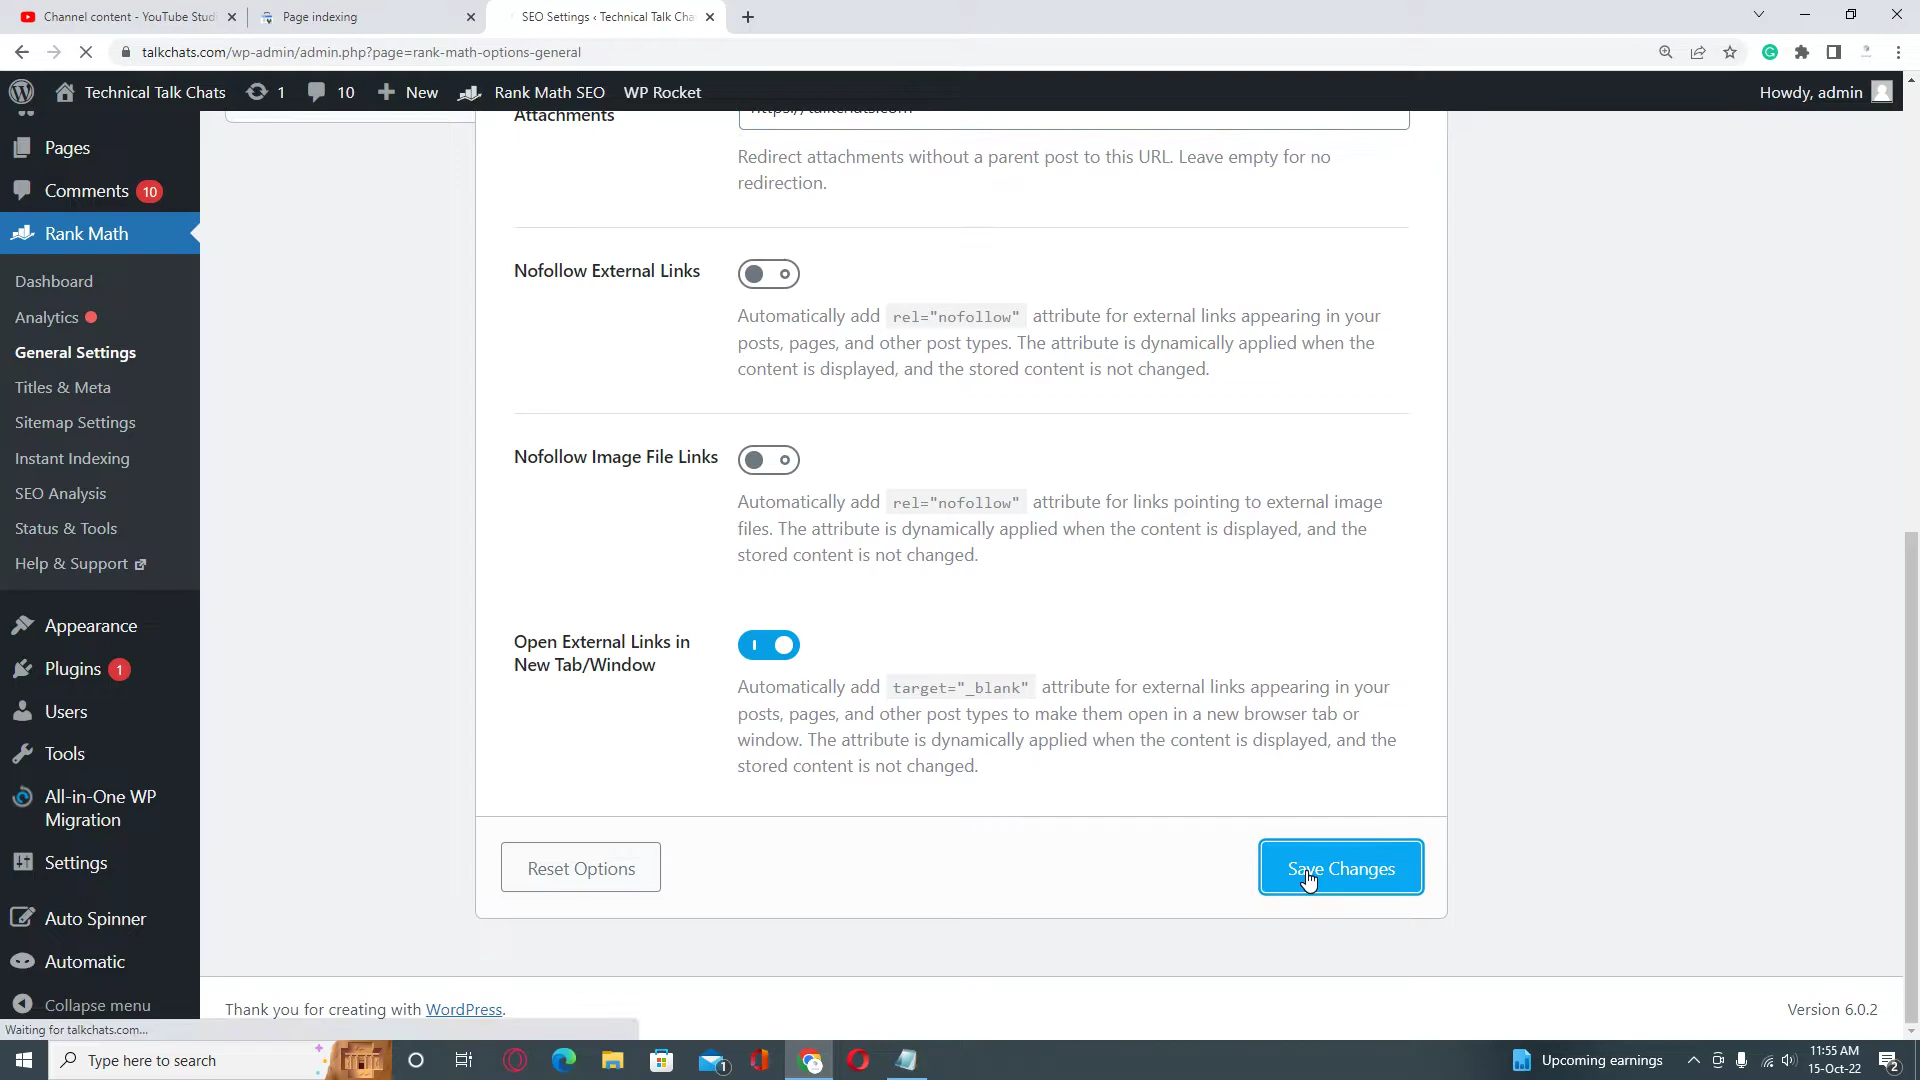 Channel content - YouTube Stud
Page indexing
SEO Settings ‹ Technical Talk Cha
talkchats.com/wp-admin/admin.php?page=rank-math-options-general
Technical Talk Chats
1
10
New
Rank Math SEO
WP Rocket
Howdy, admin
Pages
Comments 10
Rank Math
Dashboard
Analytics
General Settings
Titles & Meta
Sitemap Settings
Instant Indexing
SEO Analysis
Status & Tools
Help & Support
Appearance
Plugins 1
Users
Tools
All-in-One WP
Migration
Settings
Auto Spinner
Automatic
Collapse menu
Attachments
https://talkchats.com
Redirect attachments without a parent post to this URL. Leave empty for no
redirection.
Nofollow External Links
Automatically add rel="nofollow" attribute for external links appearing in your
posts, pages, and other post types. The attribute is dynamically applied when the
content is displayed, and the stored content is not changed.
Nofollow Image File Links
Automatically add rel="nofollow" attribute for links pointing to external image
files. The attribute is dynamically applied when the content is displayed, and the
stored content is not changed.
Open External Links in
New Tab/Window
Automatically add target="_blank" attribute for external links appearing in your
posts, pages, and other post types to make them open in a new browser tab or
window. The attribute is dynamically applied when the content is displayed, and the
stored content is not changed.
Reset Options
Save Changes
Thank you for creating with WordPress.
Version 6.0.2
Waiting for talkchats.com...
Type here to search
1
Upcoming earnings
11:55 AM
15-Oct-22
2